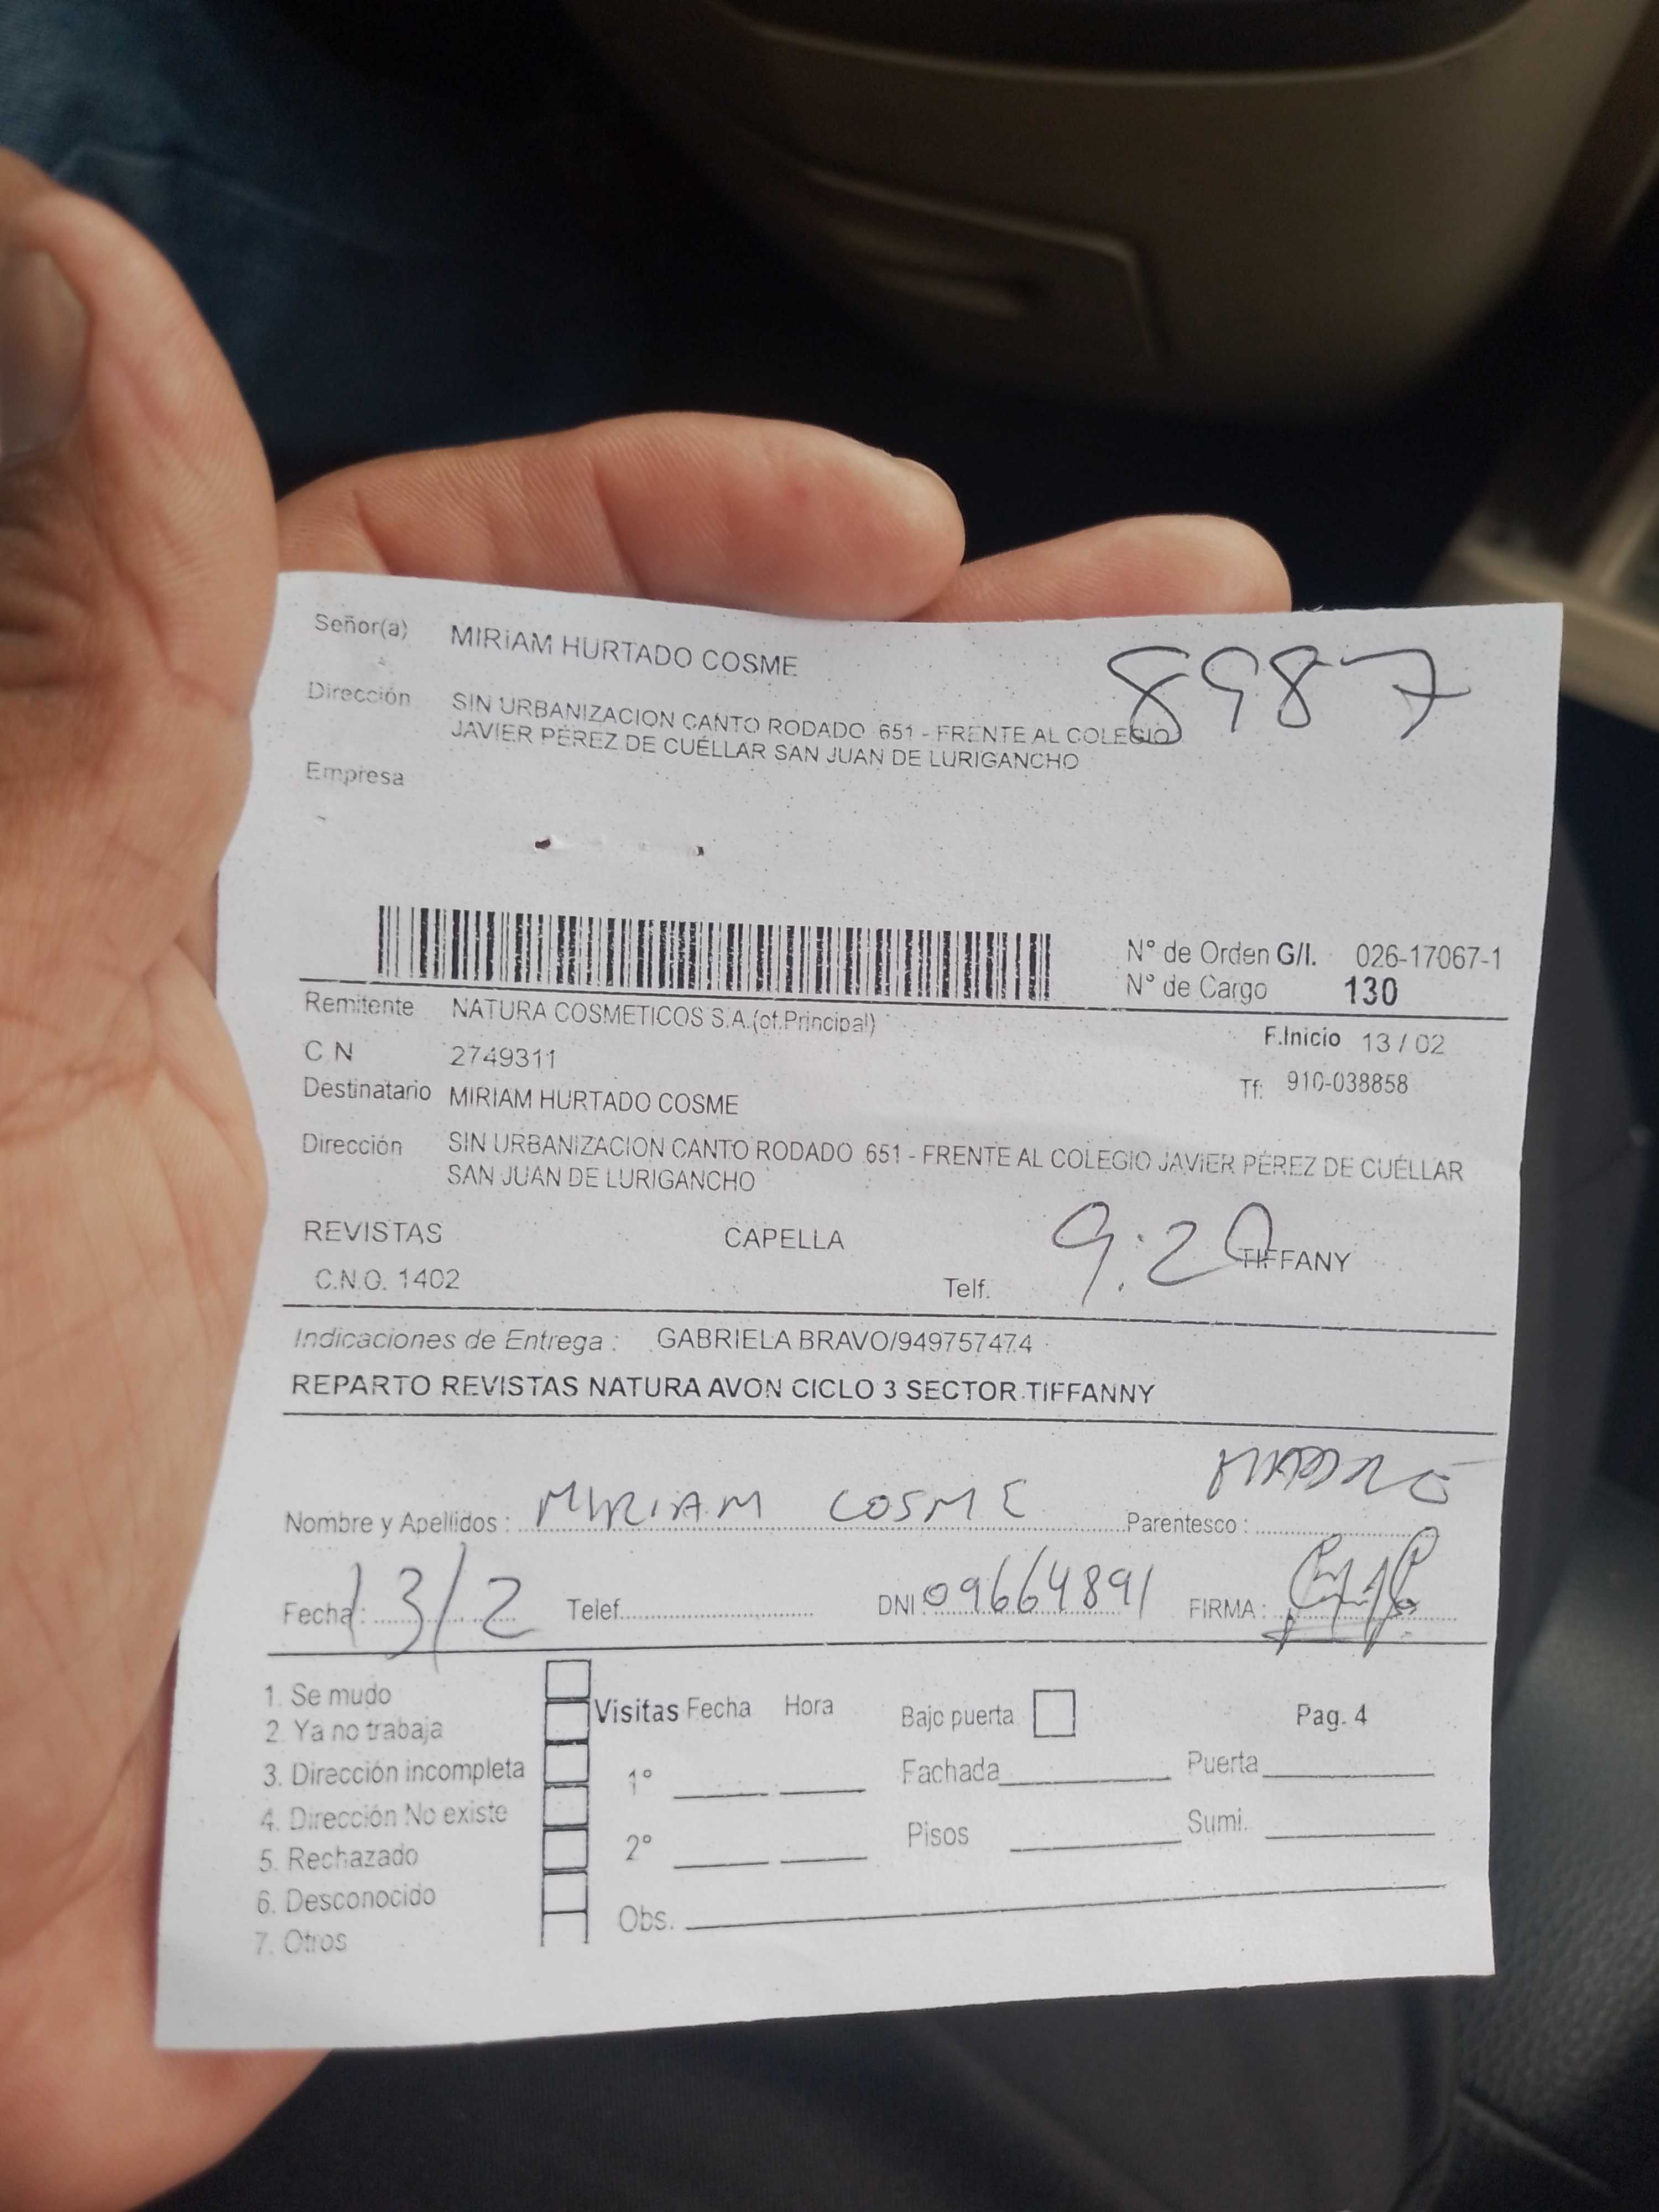 Señor(a) MIRIAM HURTADO COSME
8987
Dirección SIN URBANIZACION CANTO RODADO 651 - FRENTE AL COLEGIO
JAVIER PÉREZ DE CUÉLLAR SAN JUAN DE LURIGANCHO
Empresa
N° de Orden G/I. 026-17067-1
N° de Cargo 130
Remitente NATURA COSMETICOS S.A.(of.Principal)
F.Inicio 13 / 02
C N 2749311
Tf: 910-038858
Destinatario MIRIAM HURTADO COSME
Dirección SIN URBANIZACION CANTO RODADO 651 - FRENTE AL COLEGIO JAVIER PÉREZ DE CUÉLLAR
SAN JUAN DE LURIGANCHO
REVISTAS CAPELLA 9:20 TIFFANY
C.N.O. 1402 Telf.
Indicaciones de Entrega : GABRIELA BRAVO/949757474
REPARTO REVISTAS NATURA AVON CICLO 3 SECTOR TIFFANNY
Nombre y Apellidos : MIRIAM COSME Parentesco :
Fecha : 13/2 Telef. DNI 09664891 FIRMA :
1. Se mudo
2. Ya no trabaja
3. Dirección incompleta
4. Dirección No existe
5. Rechazado
6. Desconocido
7. Otros
Visitas Fecha Hora
1°
2°
Obs.
Bajo puerta
Fachada
Pisos
Pag. 4
Puerta
Sumi.